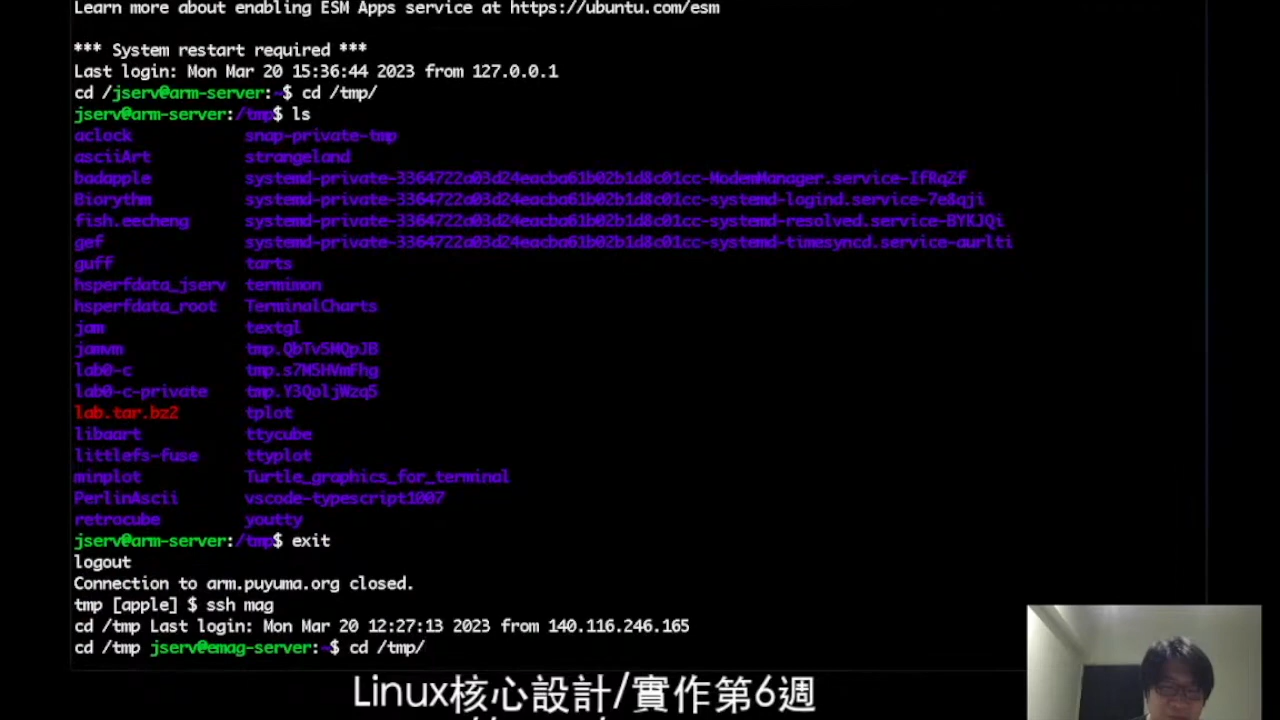 Learn more about enabling ESM Apps service at https://ubuntu.com/esm
*** System restart required ***
Last login: Mon Mar 20 15:36:44 2023 from 127.0.0.1
cd /jserv@arm-server:~$ cd /tmp/
jserv@arm-server:/tmp$ ls
aclock snap-private-tmp
asciiArt strangeland
badapple systemd-private-3364722a03d24eacba61b02b1d8c01cc-ModemManager.service-IfRqZf
Biorythm systemd-private-3364722a03d24eacba61b02b1d8c01cc-systemd-logind.service-7e8qji
fish.eecheng systemd-private-3364722a03d24eacba61b02b1d8c01cc-systemd-resolved.service-BYKJQi
gef systemd-private-3364722a03d24eacba61b02b1d8c01cc-systemd-timesyncd.service-aurlti
guff tarts
hsperfdata_jserv termimon
hsperfdata_root TerminalCharts
jam textgl
jamvm tmp.QbTv5MQpJB
lab0-c tmp.s7M5HVmFhg
lab0-c-private tmp.Y3QoljWzq5
lab.tar.bz2 tplot
libaart ttycube
littlefs-fuse ttyplot
minplot Turtle_graphics_for_terminal
PerlinAscii vscode-typescript1007
retrocube youtty
jserv@arm-server:/tmp$ exit
logout
Connection to arm.puyuma.org closed.
tmp [apple] $ ssh mag
cd /tmp Last login: Mon Mar 20 12:27:13 2023 from 140.116.246.165
cd /tmp jserv@emag-server:~$ cd /tmp/
Linux核心設計/實作第6週